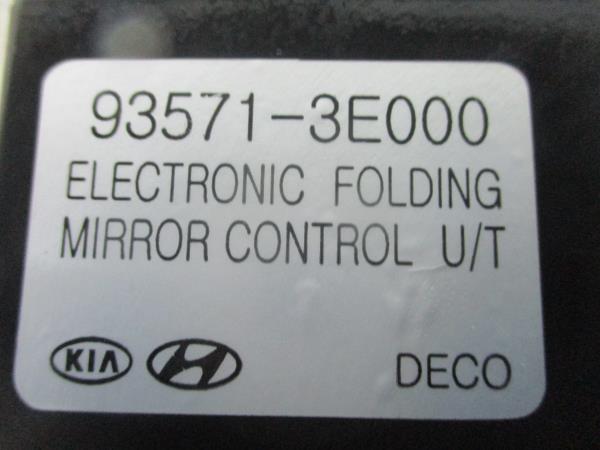 93571-3E000
ELECTRONIC FOLDING
MIRROR CONTROL U/T
KIA DECO